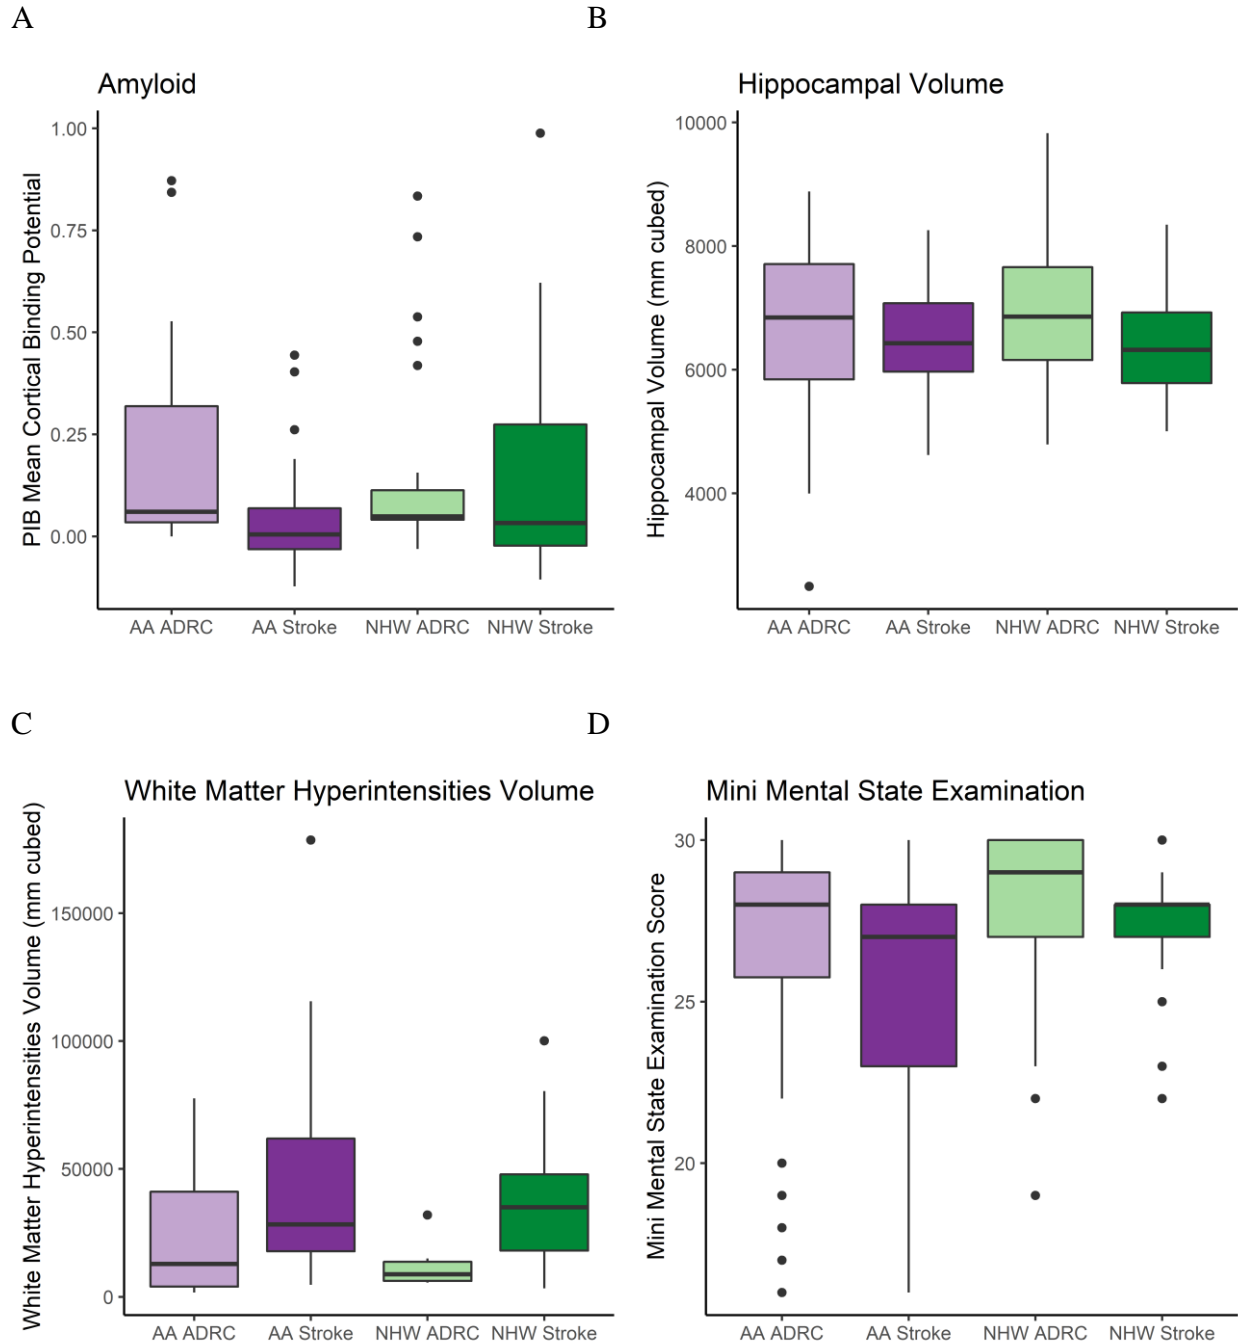 A
B
Amyloid
Hippocampal Volume
PIB Mean Cortical Binding Potential
1.00
0.75
0.50
0.25
0.00
AA ADRC AA Stroke NHW ADRC NHW Stroke
Hippocampal Volume (mm cubed)
10000
8000
6000
4000
AA ADRC AA Stroke NHW ADRC NHW Stroke
C
D
White Matter Hyperintensities Volume
Mini Mental State Examination
White Matter Hyperintensities Volume (mm cubed)
150000
100000
50000
0
AA ADRC AA Stroke NHW ADRC NHW Stroke
Mini Mental State Examination Score
30
25
20
AA ADRC AA Stroke NHW ADRC NHW Stroke